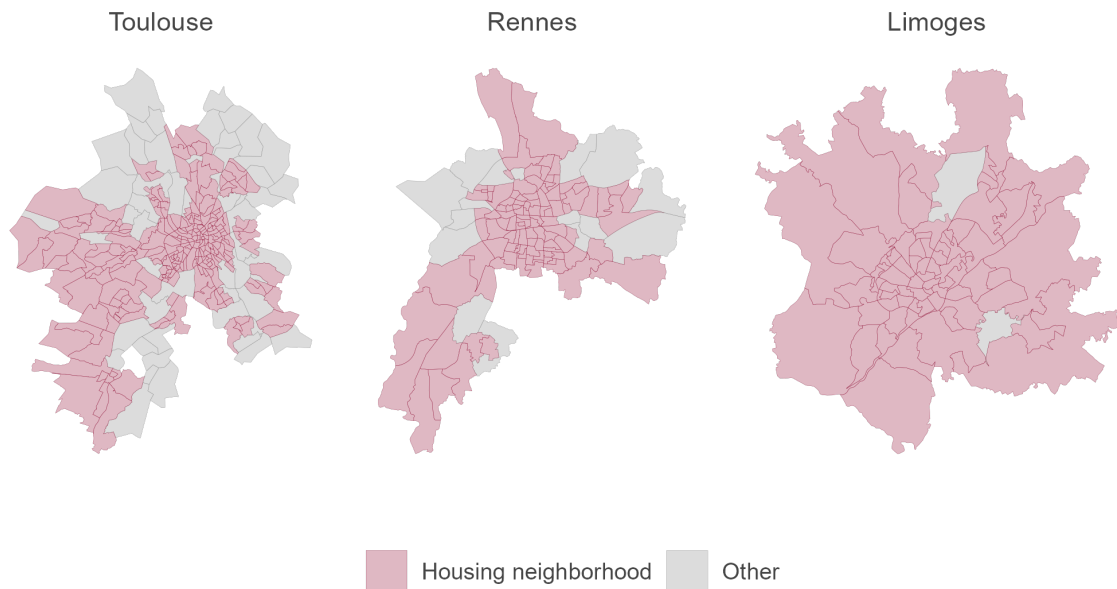 Toulouse
Rennes
Limoges
Housing neighborhood
Other